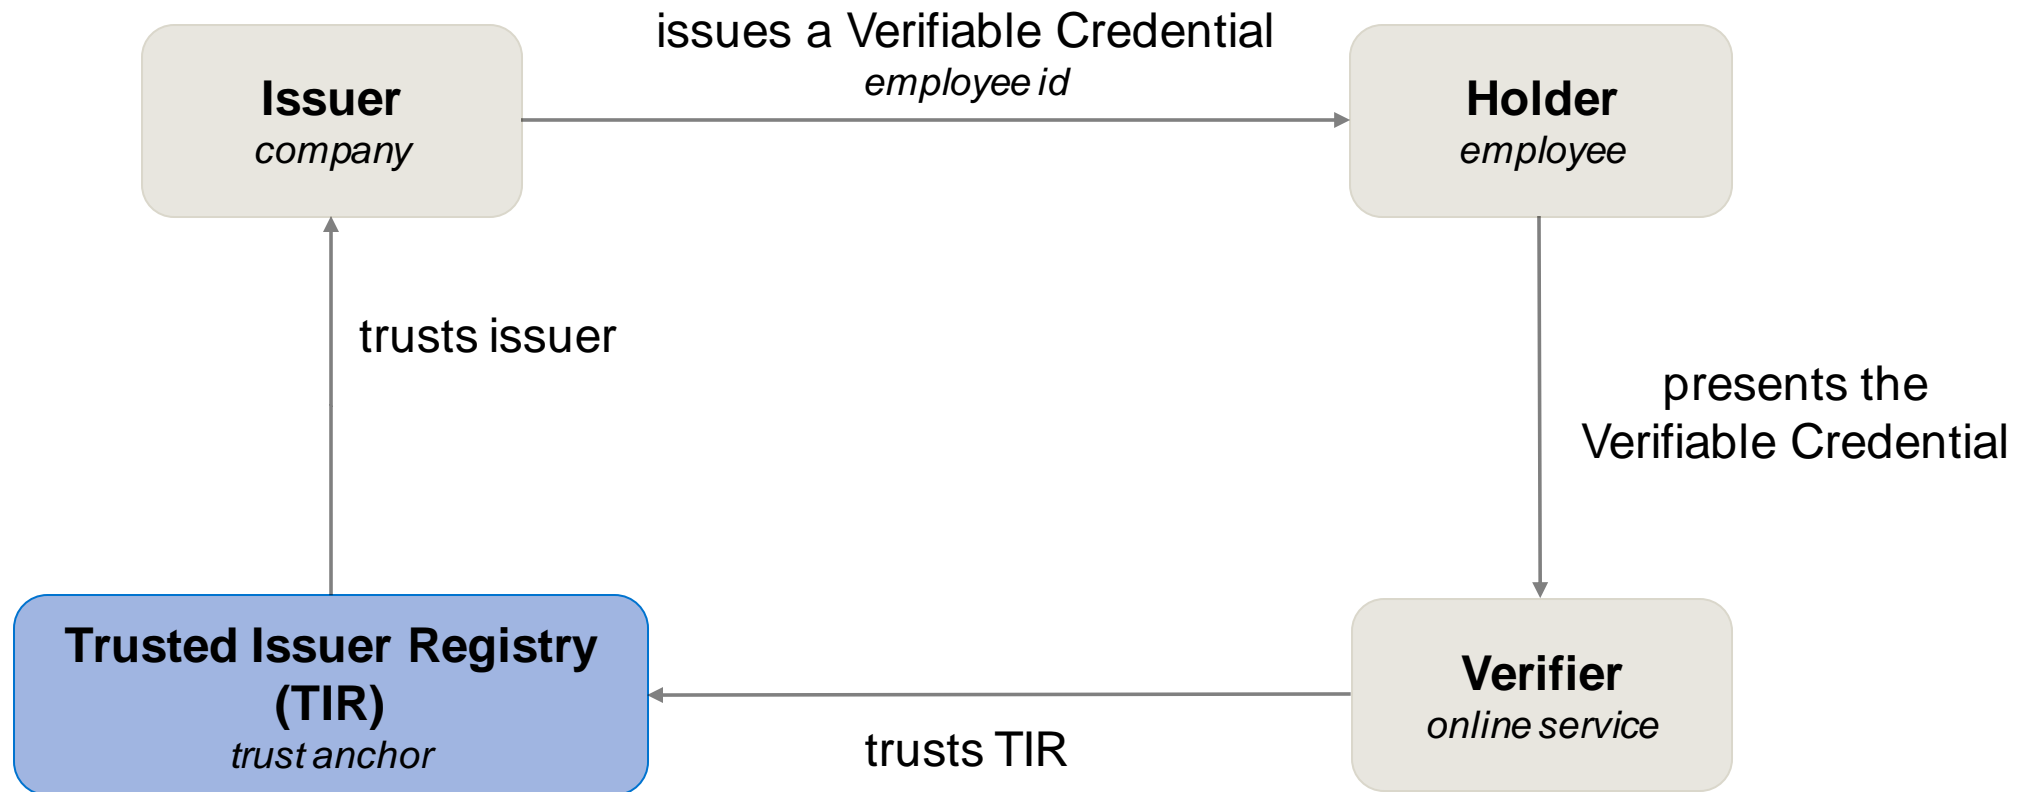 issues a Verifiable Credential
employee id
Issuer
company
Holder
employee
trusts issuer
presents the
Verifiable Credential
Trusted Issuer Registry
(TIR)
trust anchor
trusts TIR
Verifier
online service